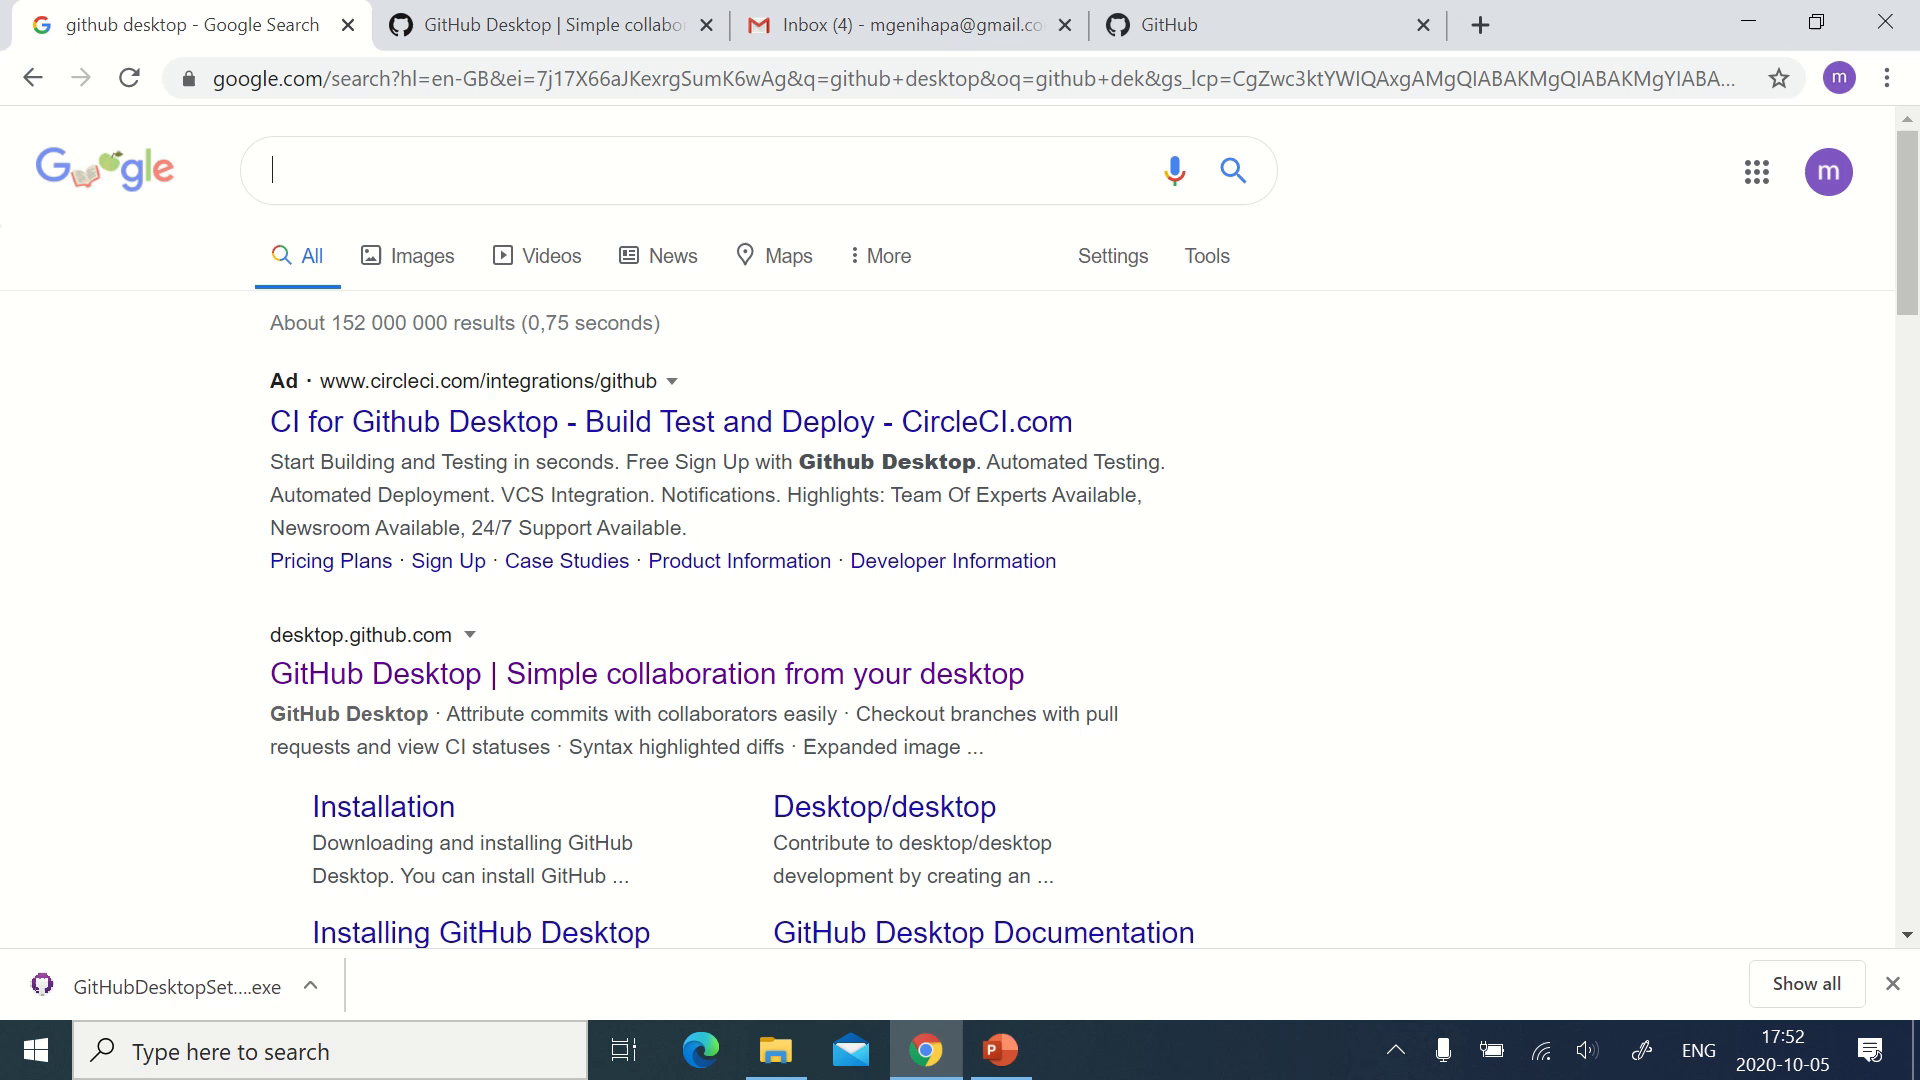 github desktop - Google Search
GitHub Desktop | Simple collabor
Inbox (4) - mgenihapa@gmail.co
GitHub
google.com/search?hl=en-GB&ei=7j17X66aJKexrgSumK6wAg&q=github+desktop&oq=github+dek&gs_lcp=CgZwc3ktYWIQAxgAMgQIABAKMgQIABAKMgYIABA...
m
Google
m
All
Images
Videos
News
Maps
More
Settings
Tools
About 152 000 000 results (0,75 seconds)
Ad · www.circleci.com/integrations/github
CI for Github Desktop - Build Test and Deploy - CircleCI.com
Start Building and Testing in seconds. Free Sign Up with Github Desktop. Automated Testing.
Automated Deployment. VCS Integration. Notifications. Highlights: Team Of Experts Available,
Newsroom Available, 24/7 Support Available.
Pricing Plans · Sign Up · Case Studies · Product Information · Developer Information
desktop.github.com
GitHub Desktop | Simple collaboration from your desktop
GitHub Desktop · Attribute commits with collaborators easily · Checkout branches with pull
requests and view CI statuses · Syntax highlighted diffs · Expanded image ...
Installation
Downloading and installing GitHub
Desktop. You can install GitHub ...
Desktop/desktop
Contribute to desktop/desktop
development by creating an ...
Installing GitHub Desktop
GitHub Desktop Documentation
GitHubDesktopSet....exe
Show all
Type here to search
P
ENG
17:52
2020-10-05